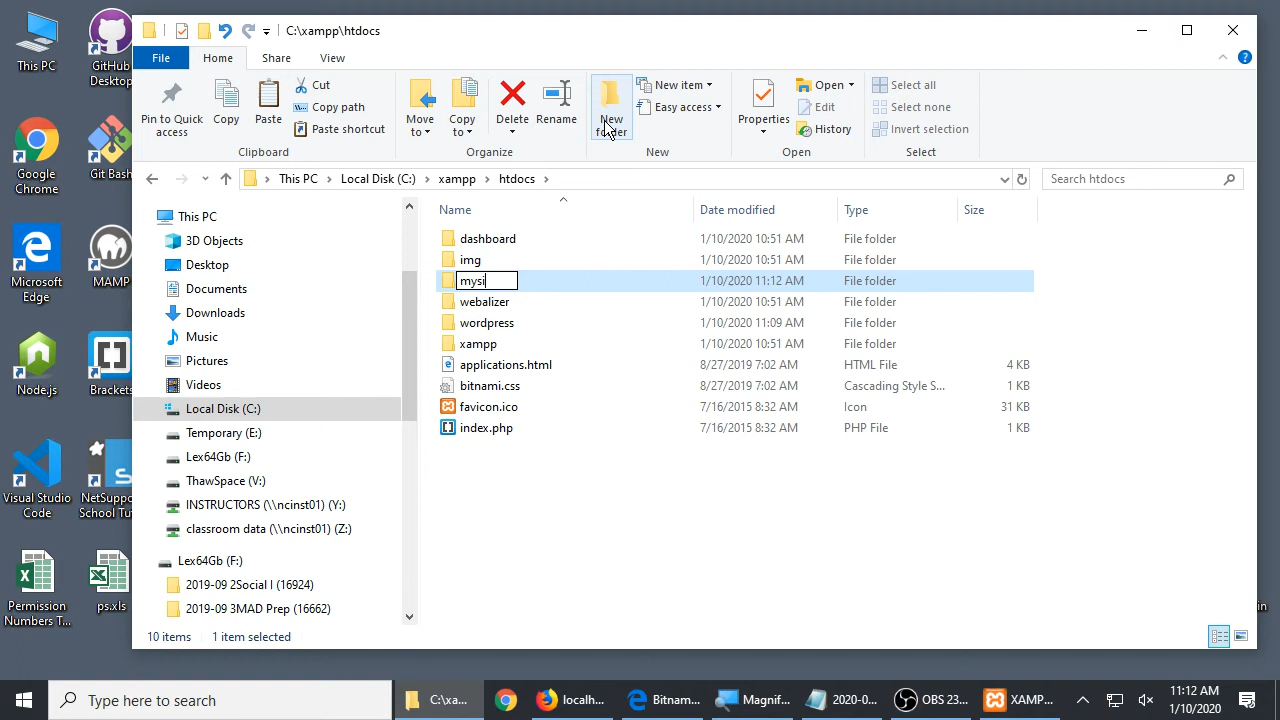 This PC
GitHub
Desktop
Google
Chrome
Git Bash
Microsoft
Edge
MAMP
Node.js
Brackets
Visual Studio
Code
NetSuppo
School Tu
Permission
Numbers T...
ps.xls
C:\xampp\htdocs
File
Home
Share
View
Pin to Quick
access
Copy
Paste
Cut
Copy path
Paste shortcut
Clipboard
Move
to
Copy
to
Delete
Rename
Organize
New
folder
New item
Easy access
New
Properties
Open
Edit
History
Open
Select all
Select none
Invert selection
Select
This PC
Local Disk (C:)
xampp
htdocs
Search htdocs
This PC
3D Objects
Desktop
Documents
Downloads
Music
Pictures
Videos
Local Disk (C:)
Temporary (E:)
Lex64Gb (F:)
ThawSpace (V:)
INSTRUCTORS (\\ncinst01) (Y:)
classroom data (\\ncinst01) (Z:)
Lex64Gb (F:)
2019-09 2Social I (16924)
2019-09 3MAD Prep (16662)
Name Date modified Type Size
dashboard 1/10/2020 10:51 AM File folder
img 1/10/2020 10:51 AM File folder
mysi 1/10/2020 11:12 AM File folder
webalizer 1/10/2020 10:51 AM File folder
wordpress 1/10/2020 11:09 AM File folder
xampp 1/10/2020 10:51 AM File folder
applications.html 8/27/2019 7:02 AM HTML File 4 KB
bitnami.css 8/27/2019 7:02 AM Cascading Style S... 1 KB
favicon.ico 7/16/2015 8:32 AM Icon 31 KB
index.php 7/16/2015 8:32 AM PHP File 1 KB
10 items 1 item selected
in
Type here to search
C:\xa...
localh...
Bitnam...
Magnif...
2020-0...
OBS 23...
XAMP...
11:12 AM
1/10/2020